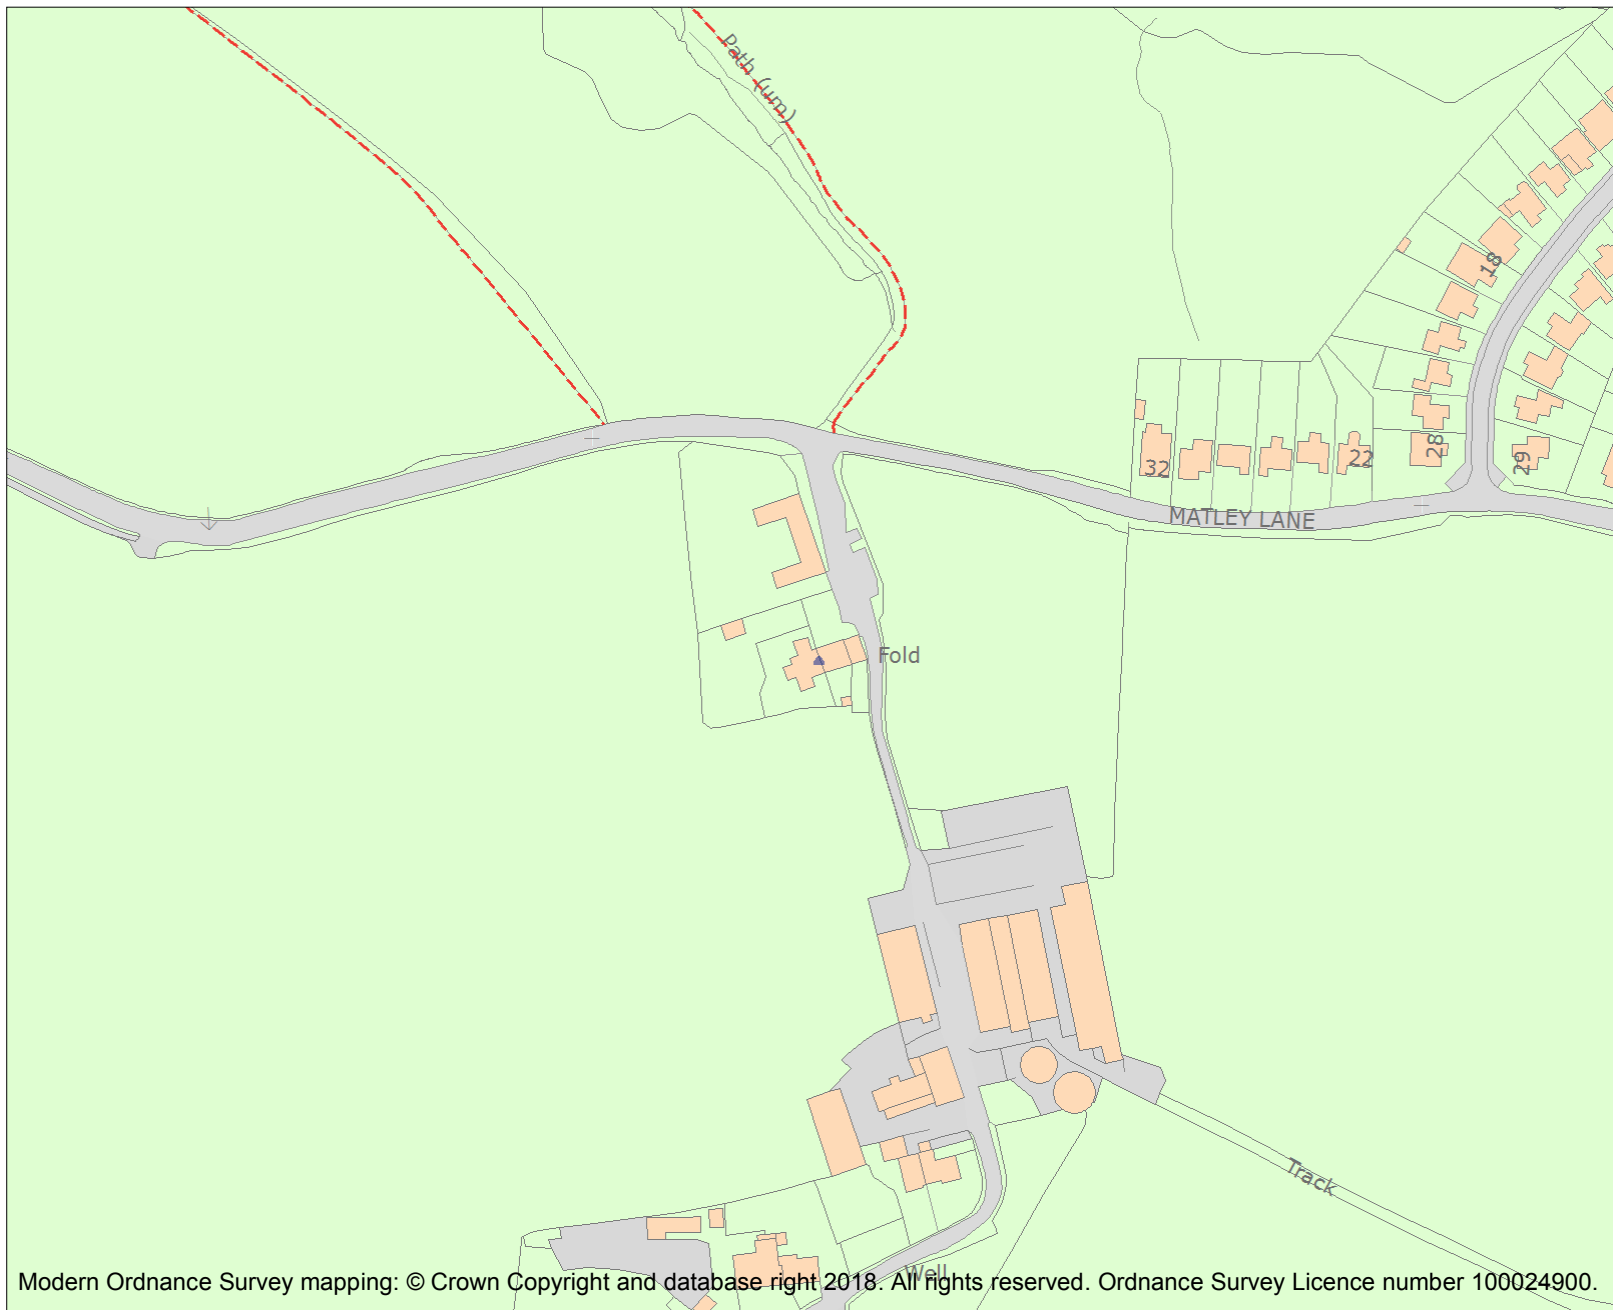 Path (um)
18
28
29
32
22
MATLEY LANE
Fold
Track
Well
Modern Ordnance Survey mapping: © Crown Copyright and database right 2018. All rights reserved. Ordnance Survey Licence number 100024900.